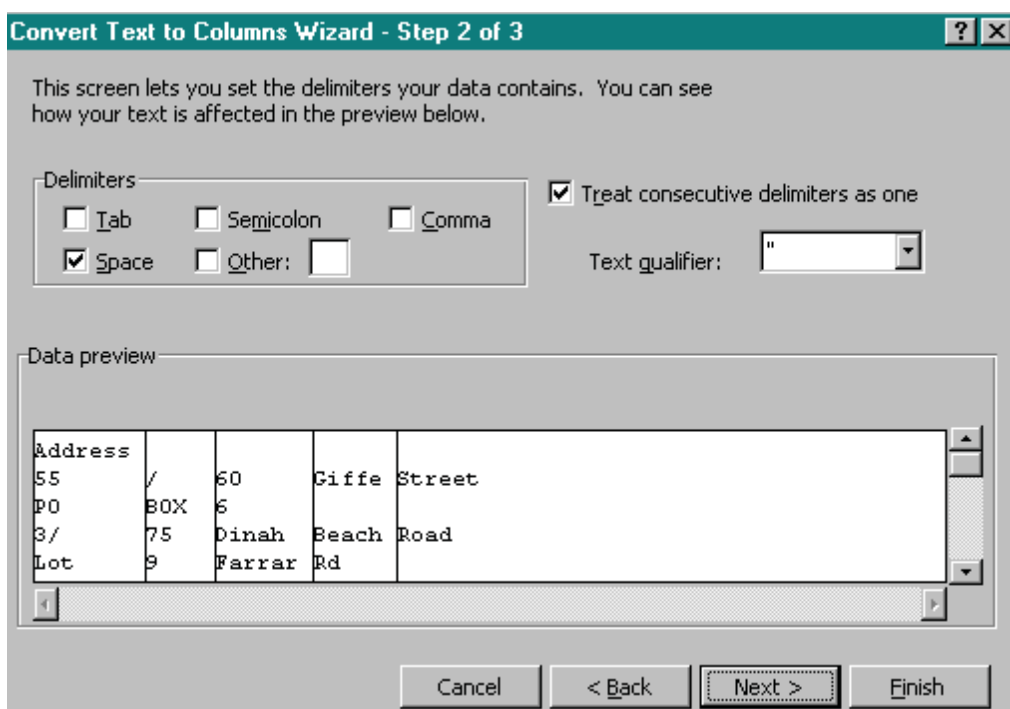 Convert Text to Columns Wizard - Step 2 of 3
This screen lets you set the delimiters your data contains. You can see
how your text is affected in the preview below.
Delimiters
Tab Semicolon Comma
Space Other:
Treat consecutive delimiters as one
Text qualifier: "
Data preview
Address
55 / 60 Giffe Street
PO BOX 6
3/ 75 Dinah Beach Road
Lot 9 Farrar Rd
Cancel < Back Next > Finish